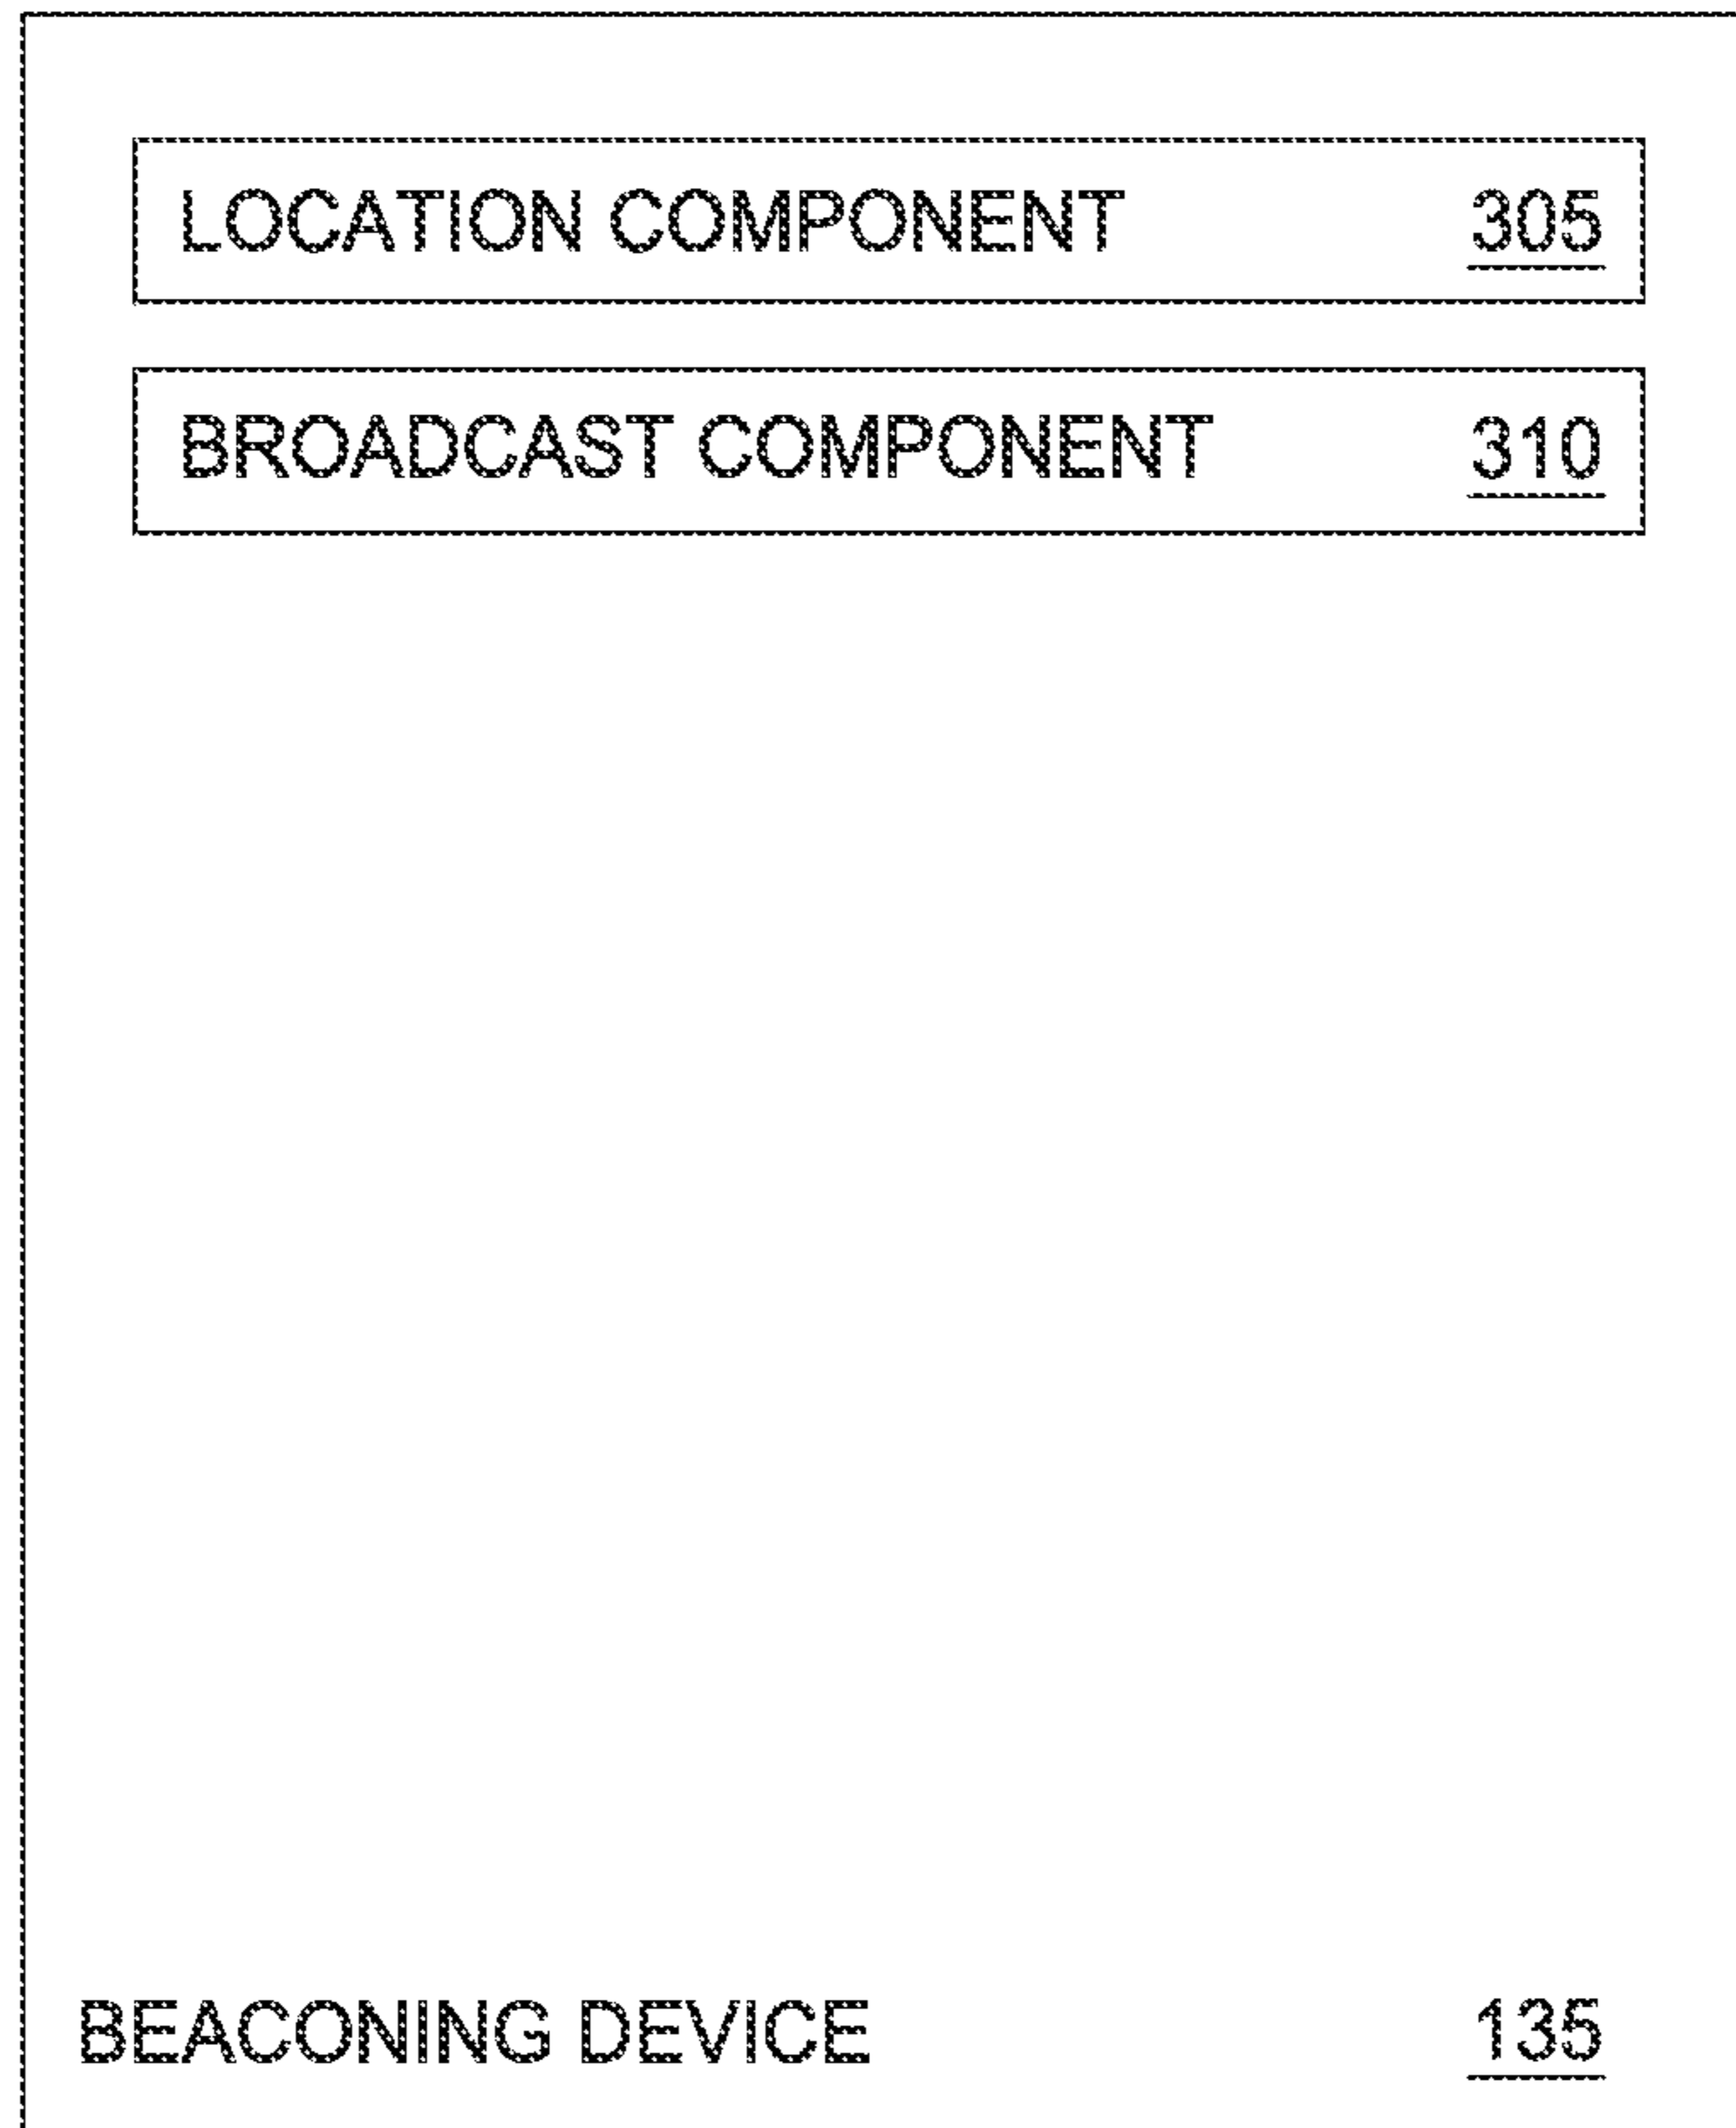 LOCATION COMPONENT 305
BROADCAST COMPONENT 310
BEACONING DEVICE 135